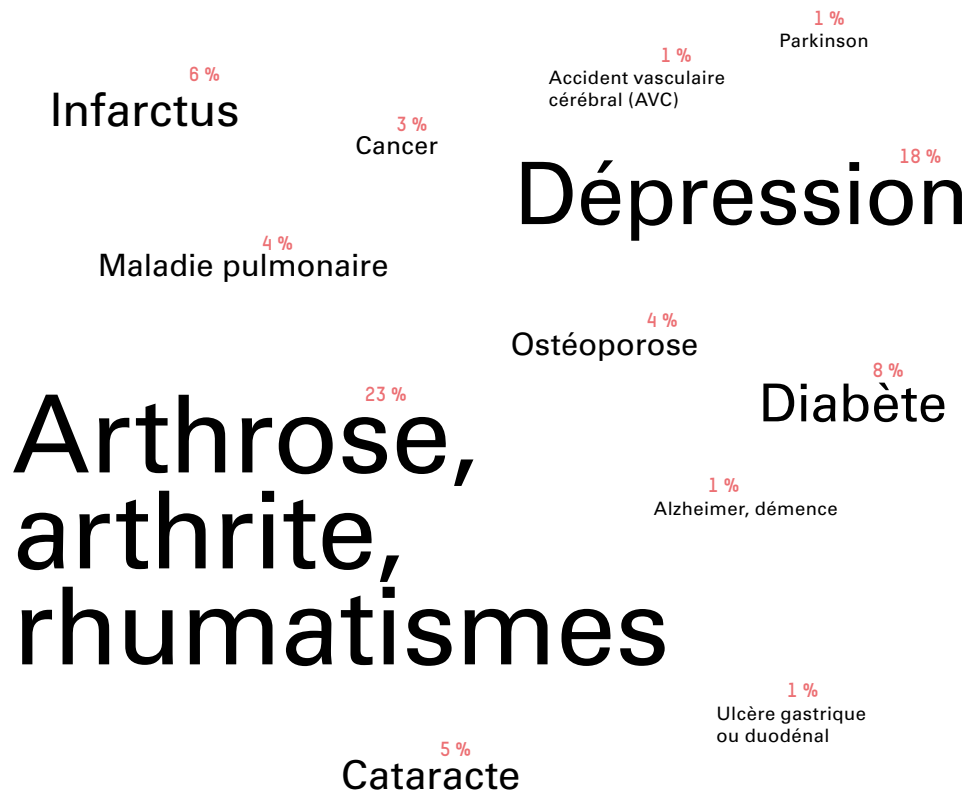 1 %
Parkinson
1 %
Accident vasculaire
cérébral (AVC)
6 %
Infarctus
3 %
Cancer
18 %
Dépression
4 %
Maladie pulmonaire
4 %
Ostéoporose
8 %
Diabète
23 %
Arthrose,
arthrite,
rhumatismes
1 %
Alzheimer, démence
1 %
Ulcère gastrique
ou duodénal
5 %
Cataracte